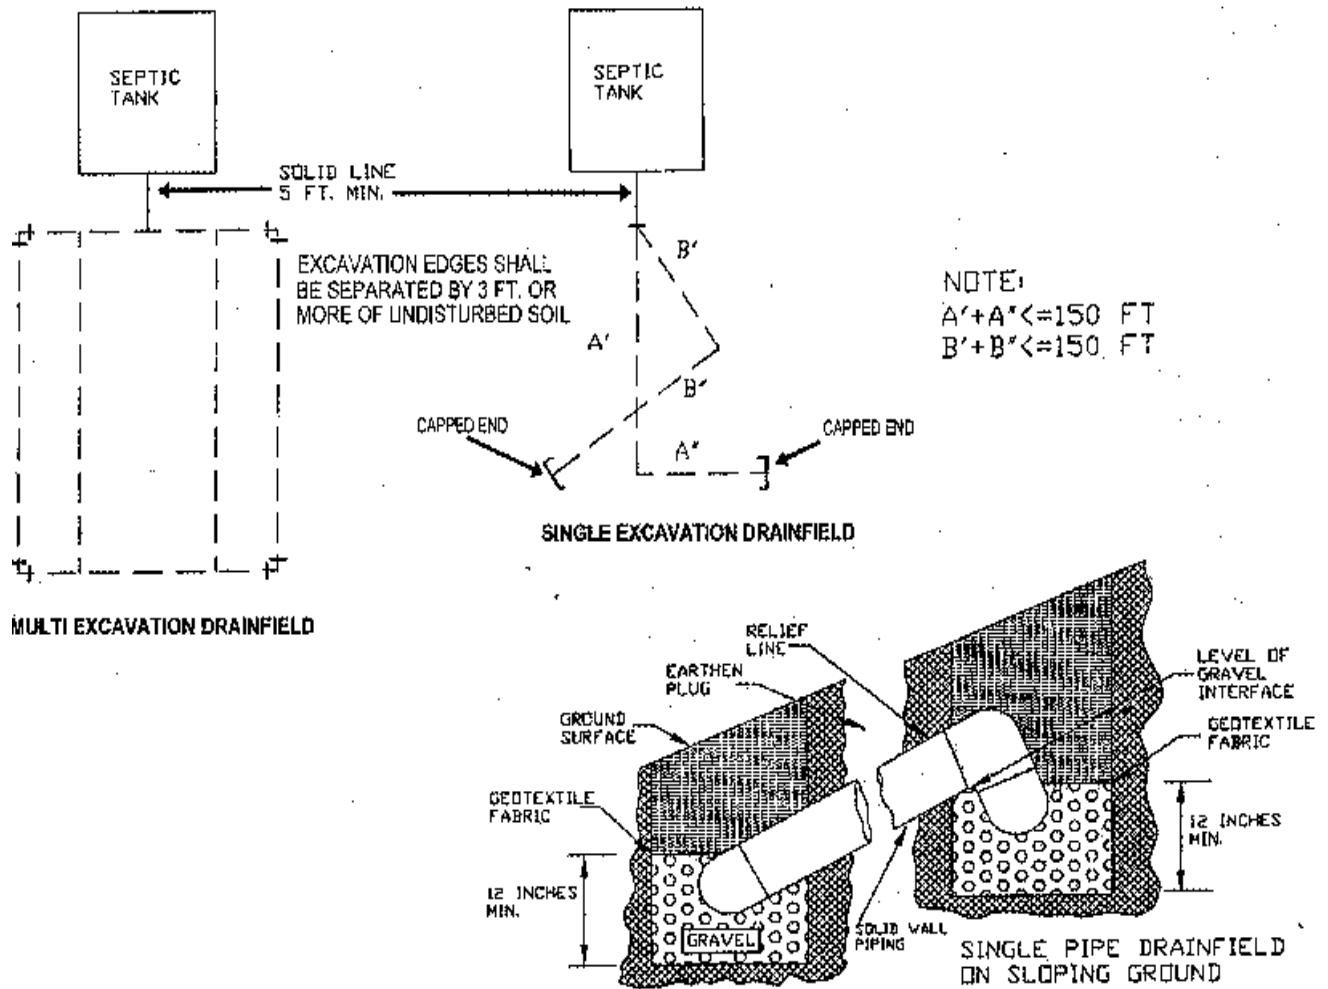 SEPTIC
TANK
SEPTIC
TANK
SOLID LINE
5 FT. MIN.
EXCAVATION EDGES SHALL
BE SEPARATED BY 3 FT. OR
MORE OF UNDISTURBED SOIL
B'
A'
B"
A"
NOTE:
A'+A"<=150 FT
B'+B"<=150 FT
CAPPED END
CAPPED END
SINGLE EXCAVATION DRAINFIELD
MULTI EXCAVATION DRAINFIELD
RELIEF
LINE
EARTHEN
PLUG
GROUND
SURFACE
GEOTEXTILE
FABRIC
12 INCHES
MIN.
GRAVEL
SOLID WALL
PIPING
LEVEL OF
GRAVEL
INTERFACE
GEOTEXTILE
FABRIC
12 INCHES
MIN.
SINGLE PIPE DRAINFIELD
ON SLOPING GROUND